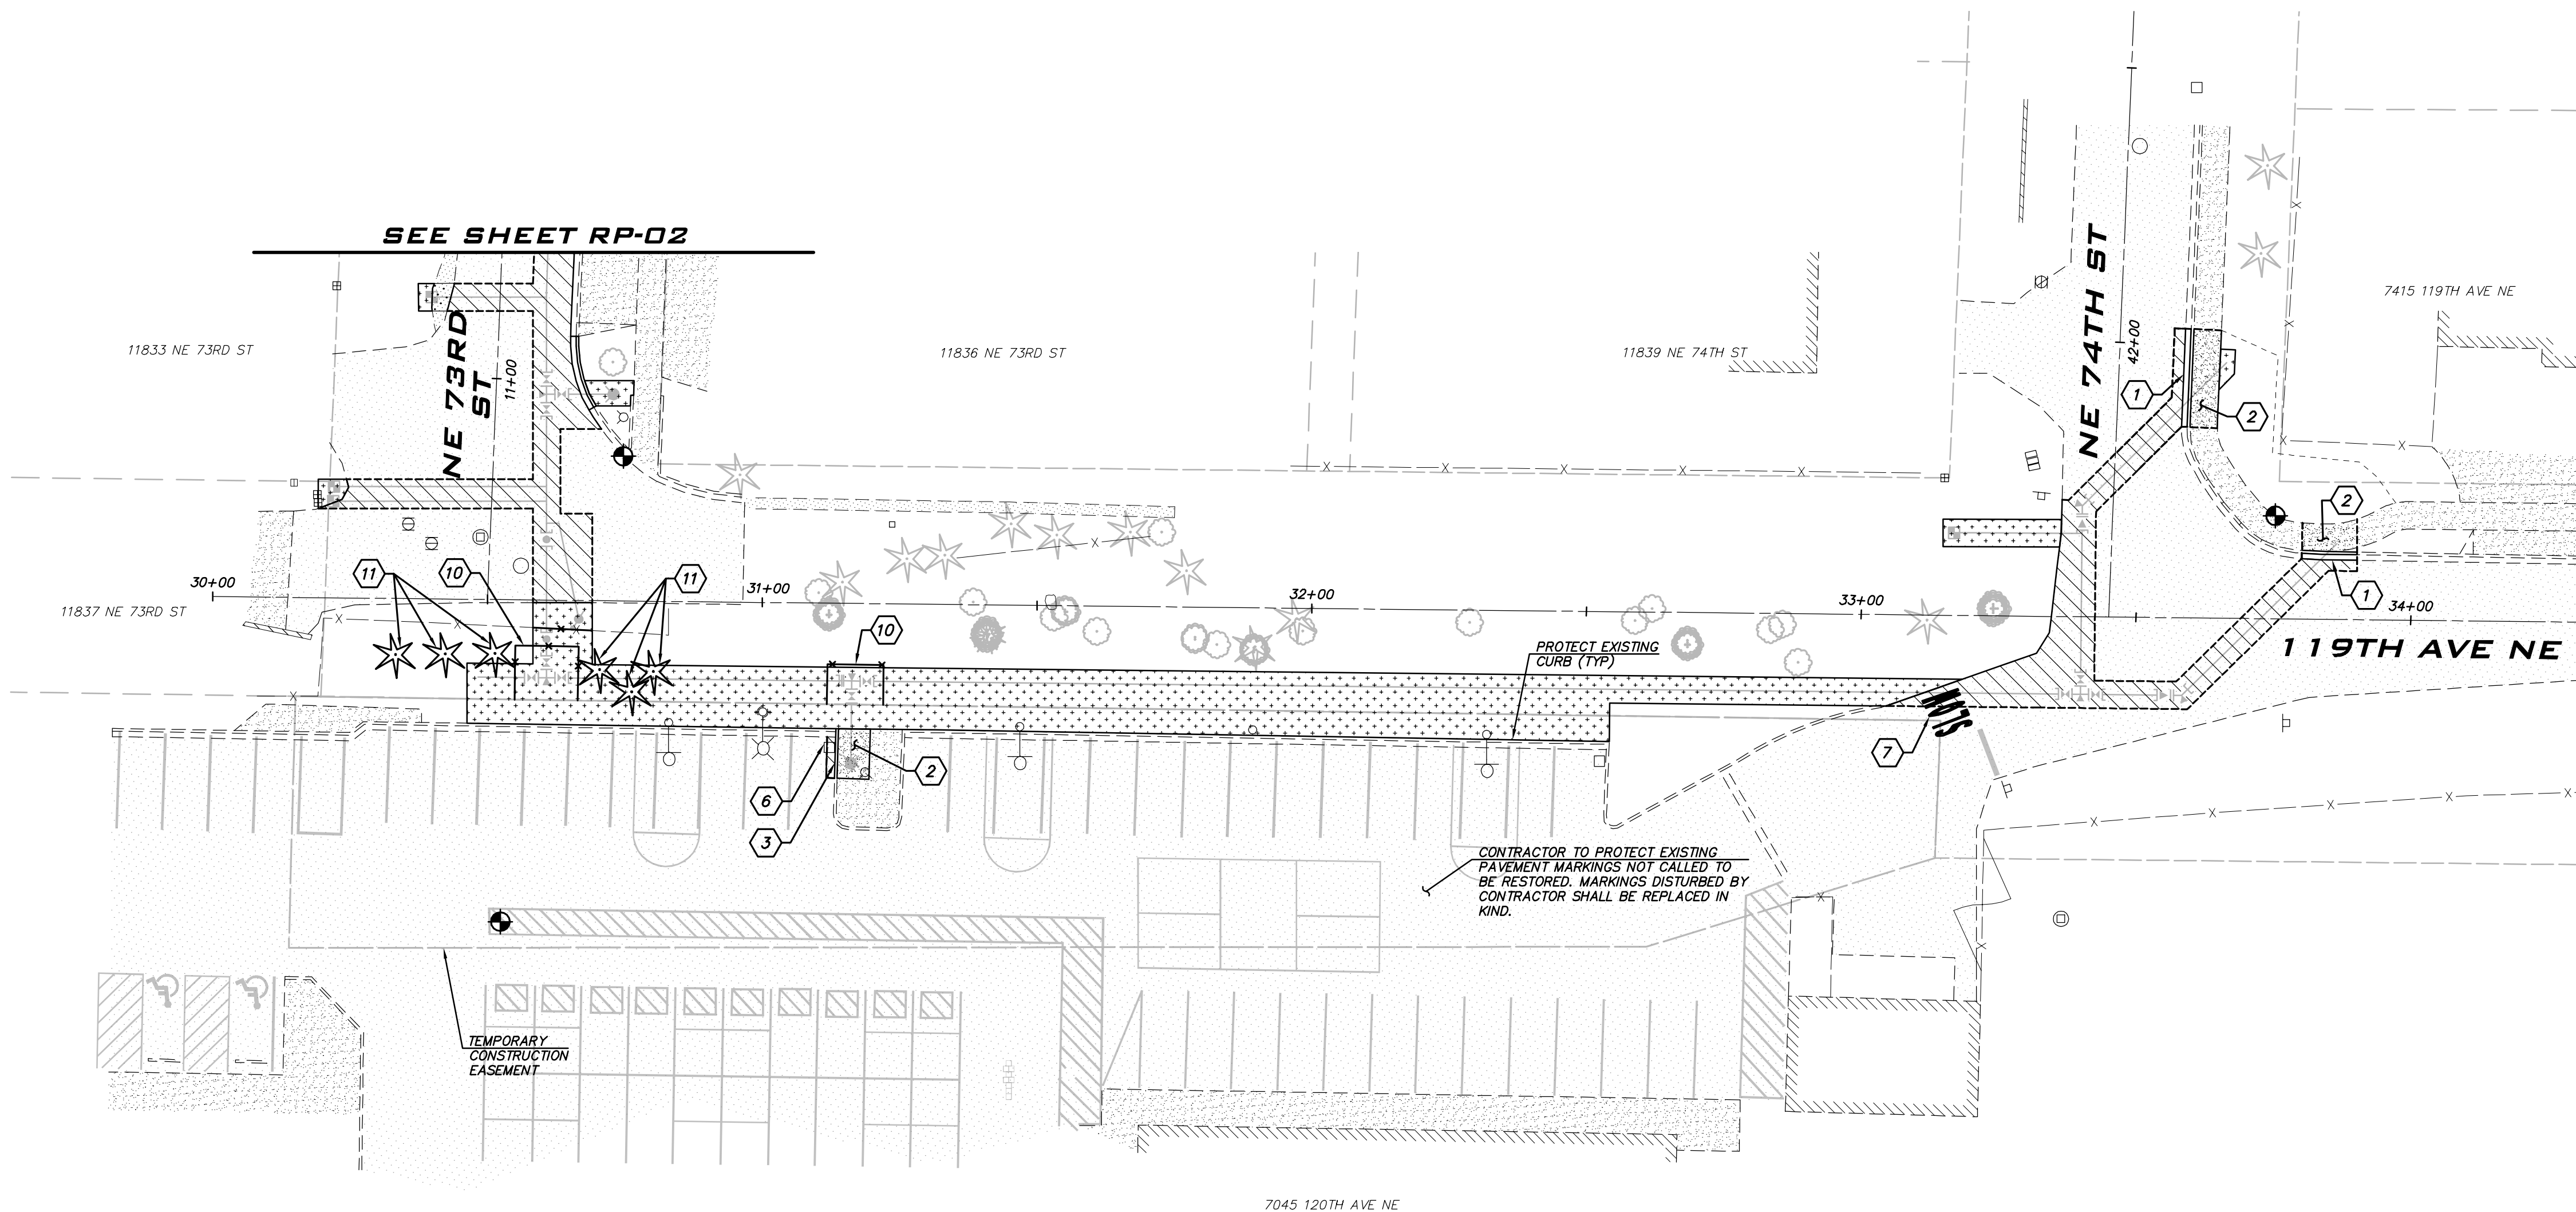 SEE SHEET RP-02
11833 NE 73RD ST
NE 73RD
ST
11+00
11836 NE 73RD ST
11839 NE 74TH ST
NE 74TH ST
42+00
7415 119TH AVE NE
1
2
2
1
11
10
11
30+00
31+00
32+00
33+00
34+00
11837 NE 73RD ST
10
PROTECT EXISTING
CURB (TYP)
119TH AVE NE
STOP
7
2
6
3
CONTRACTOR TO PROTECT EXISTING
PAVEMENT MARKINGS NOT CALLED TO
BE RESTORED. MARKINGS DISTURBED BY
CONTRACTOR SHALL BE REPLACED IN
KIND.
TEMPORARY
CONSTRUCTION
EASEMENT
7045 120TH AVE NE